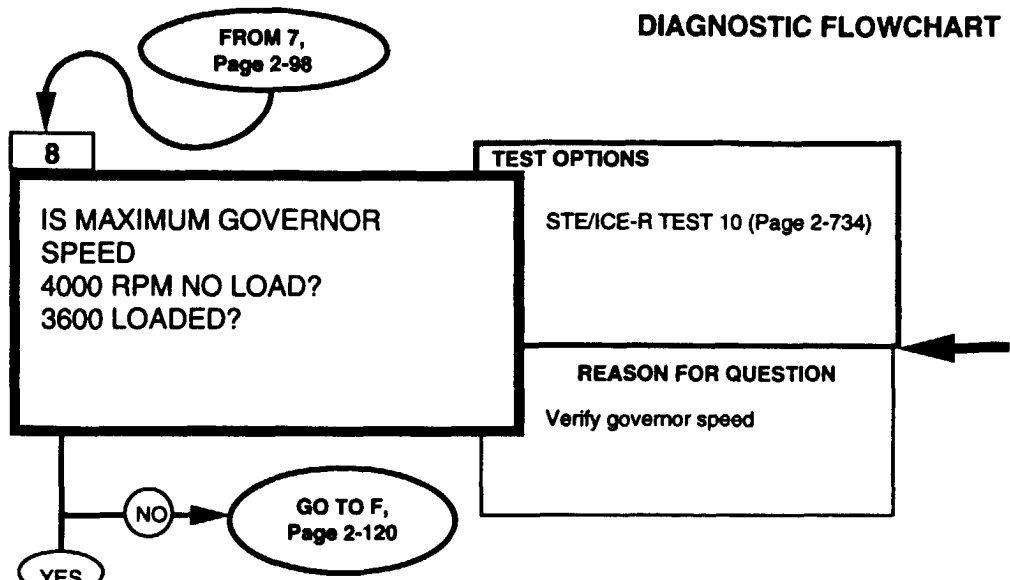 DIAGNOSTIC FLOWCHART
FROM 7,
Page 2-98
8
IS MAXIMUM GOVERNOR
SPEED
4000 RPM NO LOAD?
3600 LOADED?
TEST OPTIONS
STE/ICE-R TEST 10 (Page 2-734)
REASON FOR QUESTION
Verify governor speed
NO
GO TO F,
Page 2-120
YES